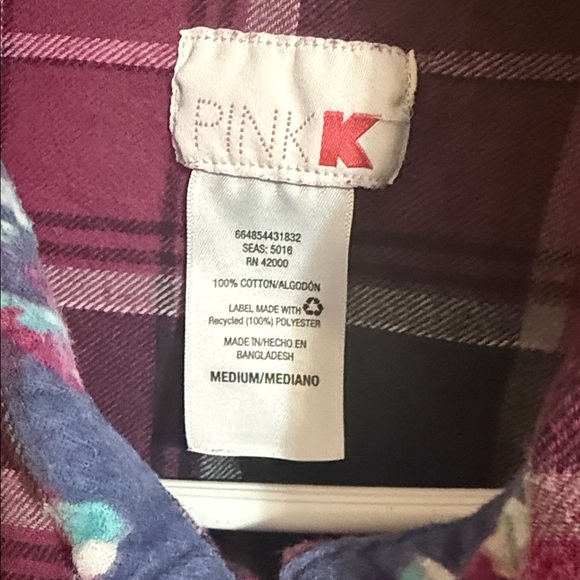 PINK K
664854431832
SEAS; 5016
RN 42000
100% COTTON/ALGODÓN
LABEL MADE WITH
Recycled (100%) POLYESTER
MADE IN/HECHO EN
BANGLADESH
MEDIUM/MEDIANO